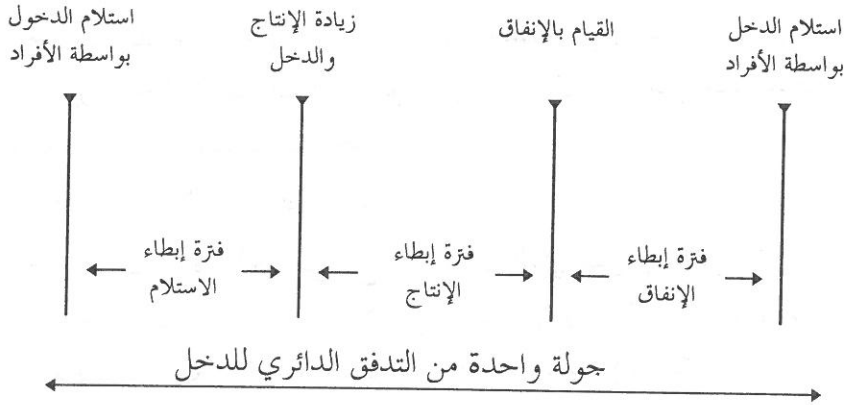 استلام الدخل
بواسطة الأفراد
القيام بالإنفاق
زيادة الإنتاج
والدخل
استلام الدخول
بواسطة الأفراد
فترة إبطاء
الإنفاق
فترة إبطاء
الإنتاج
فترة إبطاء
الاستلام
جولة واحدة من التدفق الدائري للدخل